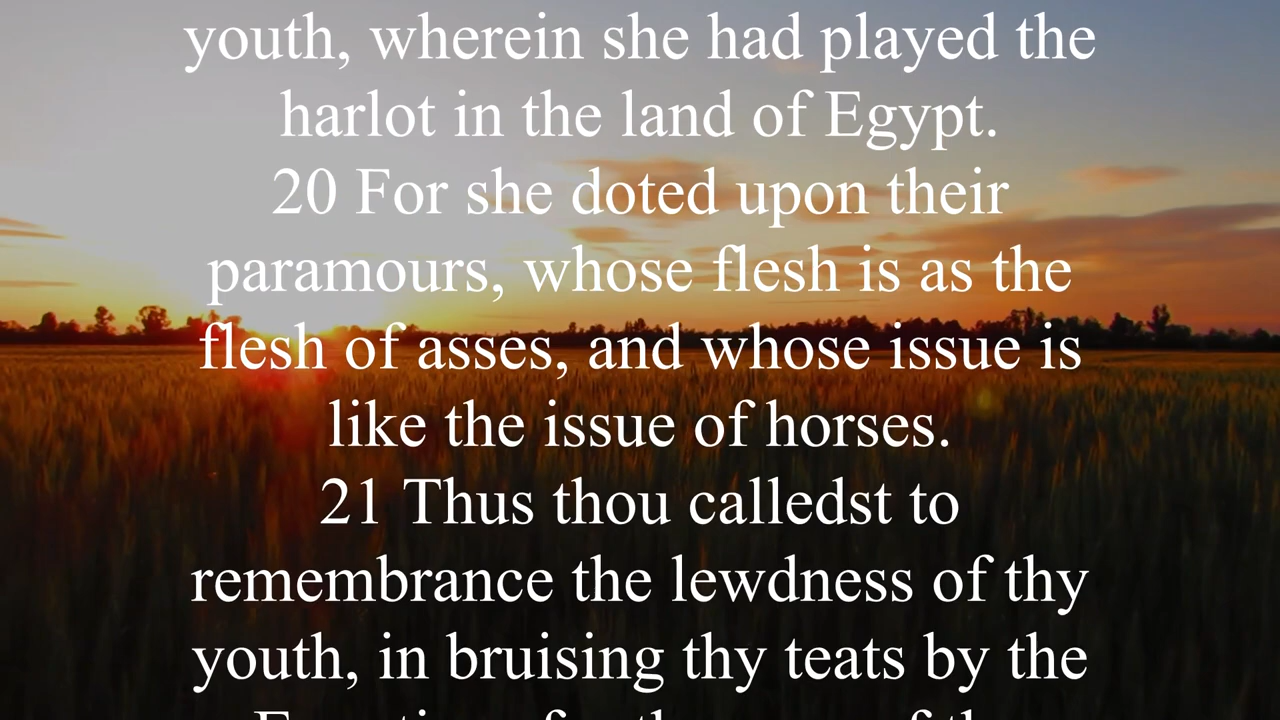 youth, wherein she had played the
harlot in the land of Egypt.
20 For she doted upon their
paramours, whose flesh is as the
flesh of asses, and whose issue is
like the issue of horses.
21 Thus thou calledst to
remembrance the lewdness of thy
youth, in bruising thy teats by the